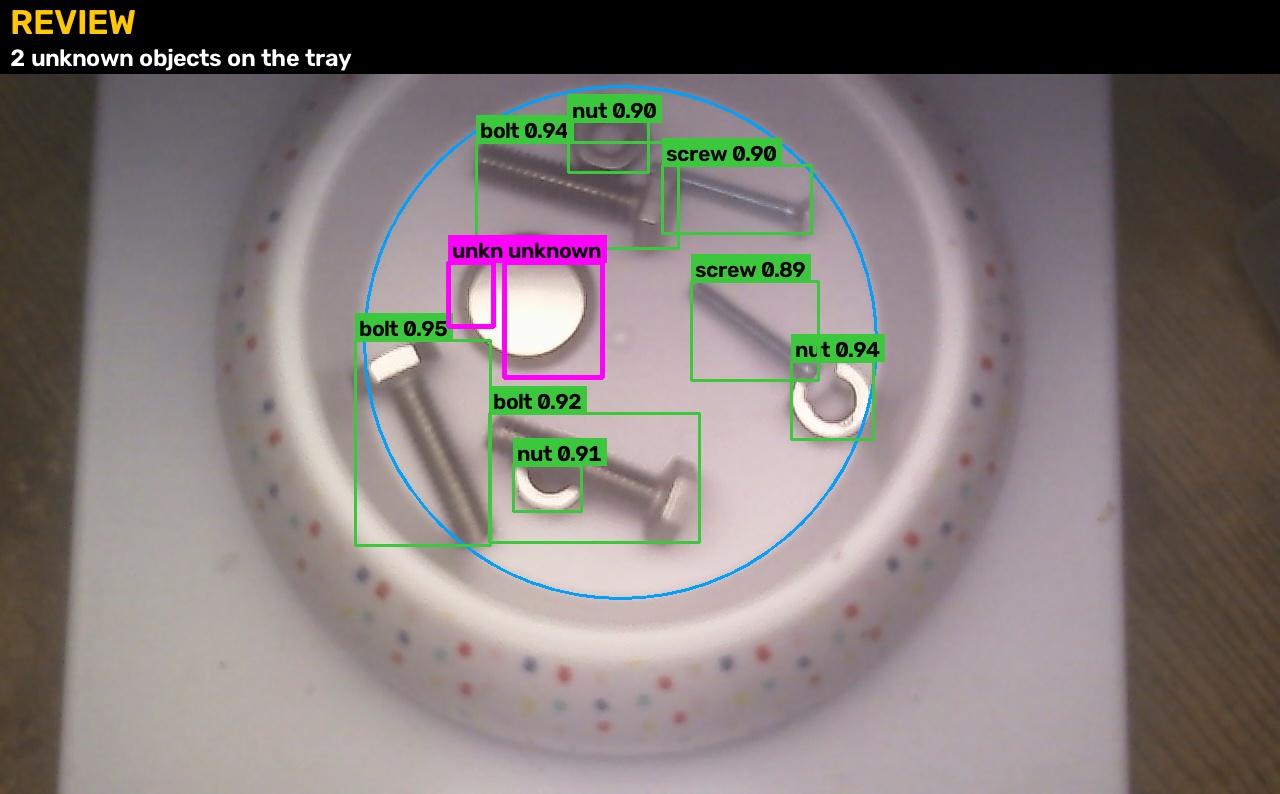 REVIEW
2 unknown objects on the tray
nut 0.90
bolt 0.94
screw 0.90
unkn
unknown
screw 0.89
bolt 0.95
nut 0.94
bolt 0.92
nut 0.91